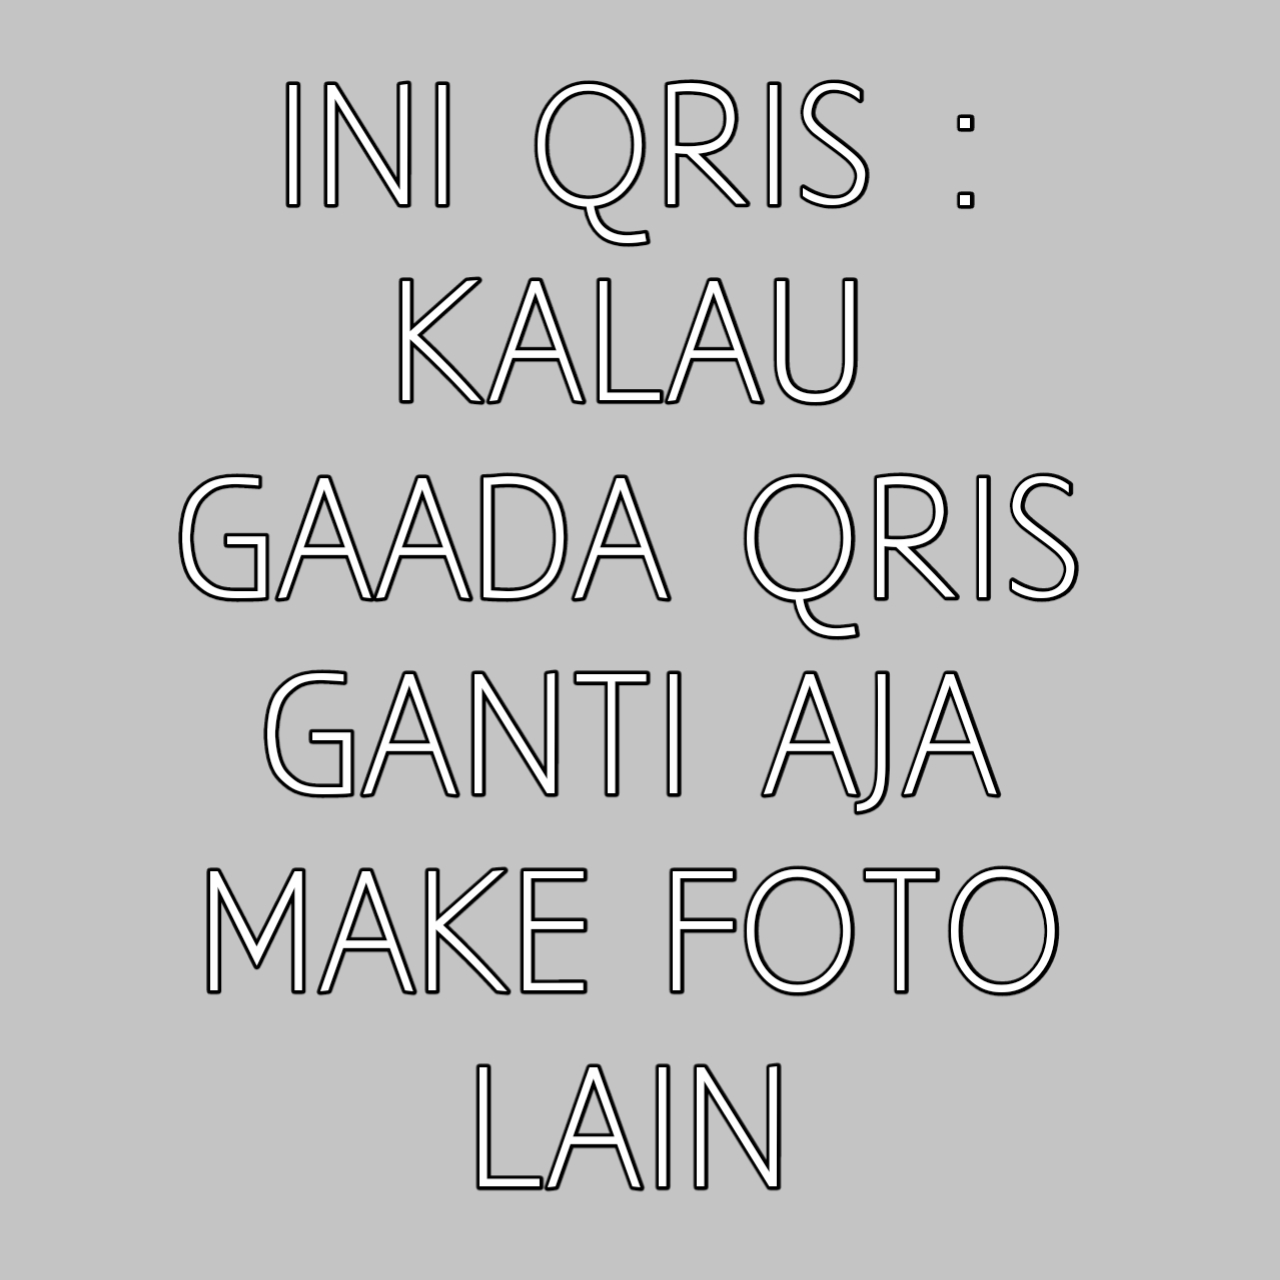 INI QRIS :
KALAU
GAADA QRIS
GANTI AJA
MAKE FOTO
LAIN